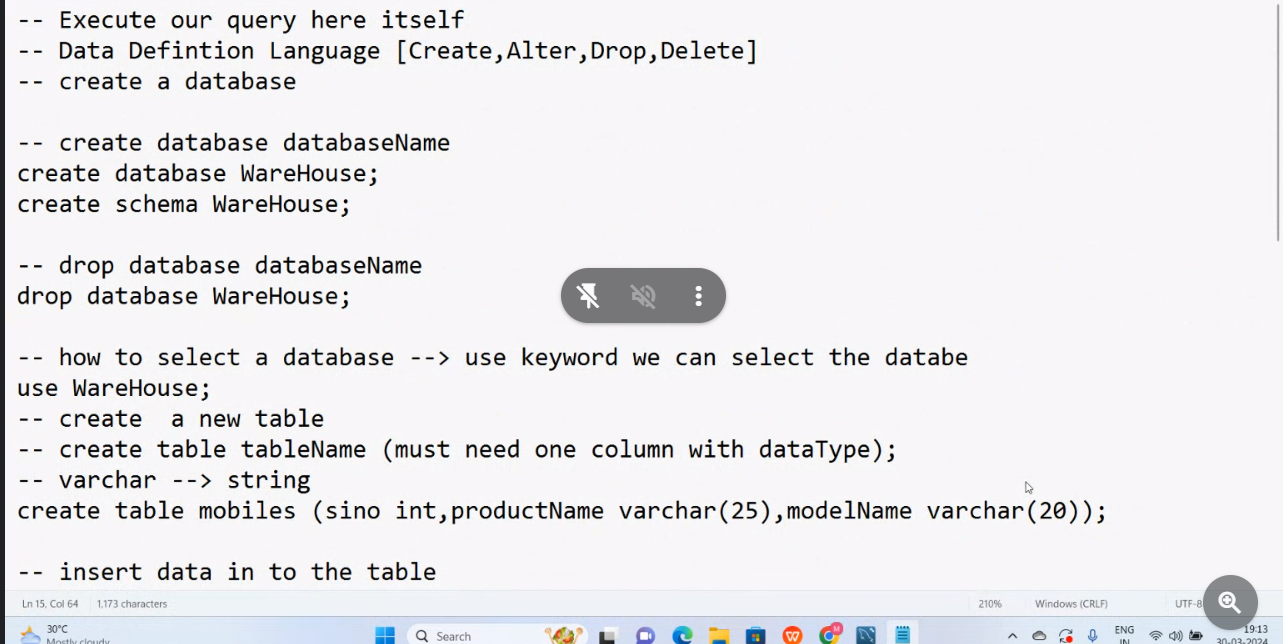 -- Execute our query here itself
-- Data Defintion Language [Create,Alter,Drop,Delete]
-- create a database
-- create database databaseName
create database WareHouse;
create schema WareHouse;
-- drop database databaseName
drop database WareHouse;
-- how to select a database --> use keyword we can select the databe
use WareHouse;
-- create  a new table
-- create table tableName (must need one column with dataType);
-- varchar --> string
create table mobiles (sino int,productName varchar(25),modelName varchar(20));
-- insert data in to the table
Ln 15, Col 64 1,173 characters 210% Windows (CRLF) UTF-8
30°C
Mostly cloudy
Search
M
ENG
IN
19:13
30-03-2024